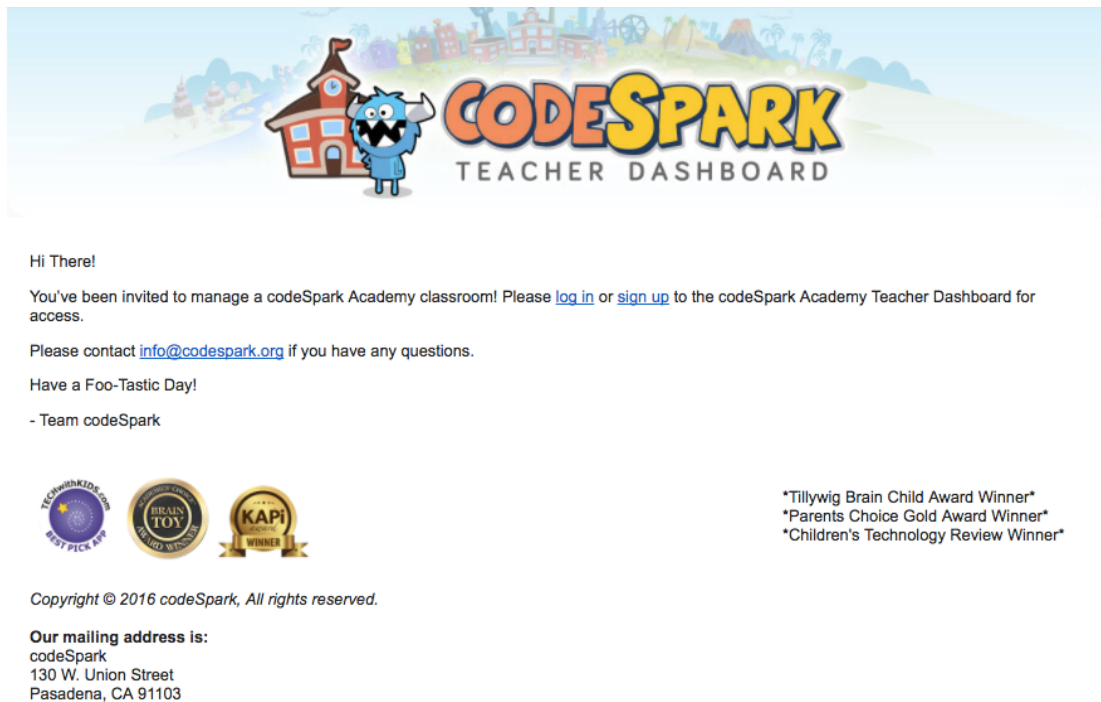 CODESPARK
TEACHER DASHBOARD
Hi There!
You've been invited to manage a codeSpark Academy classroom! Please log in or sign up to the codeSpark Academy Teacher Dashboard for
access.
Please contact info@codespark.org if you have any questions.
Have a Foo-Tastic Day!
- Team codeSpark
TECHwithKIDS.com
BEST PICK APP
ACADEMICS' CHOICE
BRAIN
TOY
AWARD WINNER
KAPi
award
WINNER
*Tillywig Brain Child Award Winner*
*Parents Choice Gold Award Winner*
*Children's Technology Review Winner*
Copyright © 2016 codeSpark, All rights reserved.
Our mailing address is:
codeSpark
130 W. Union Street
Pasadena, CA 91103